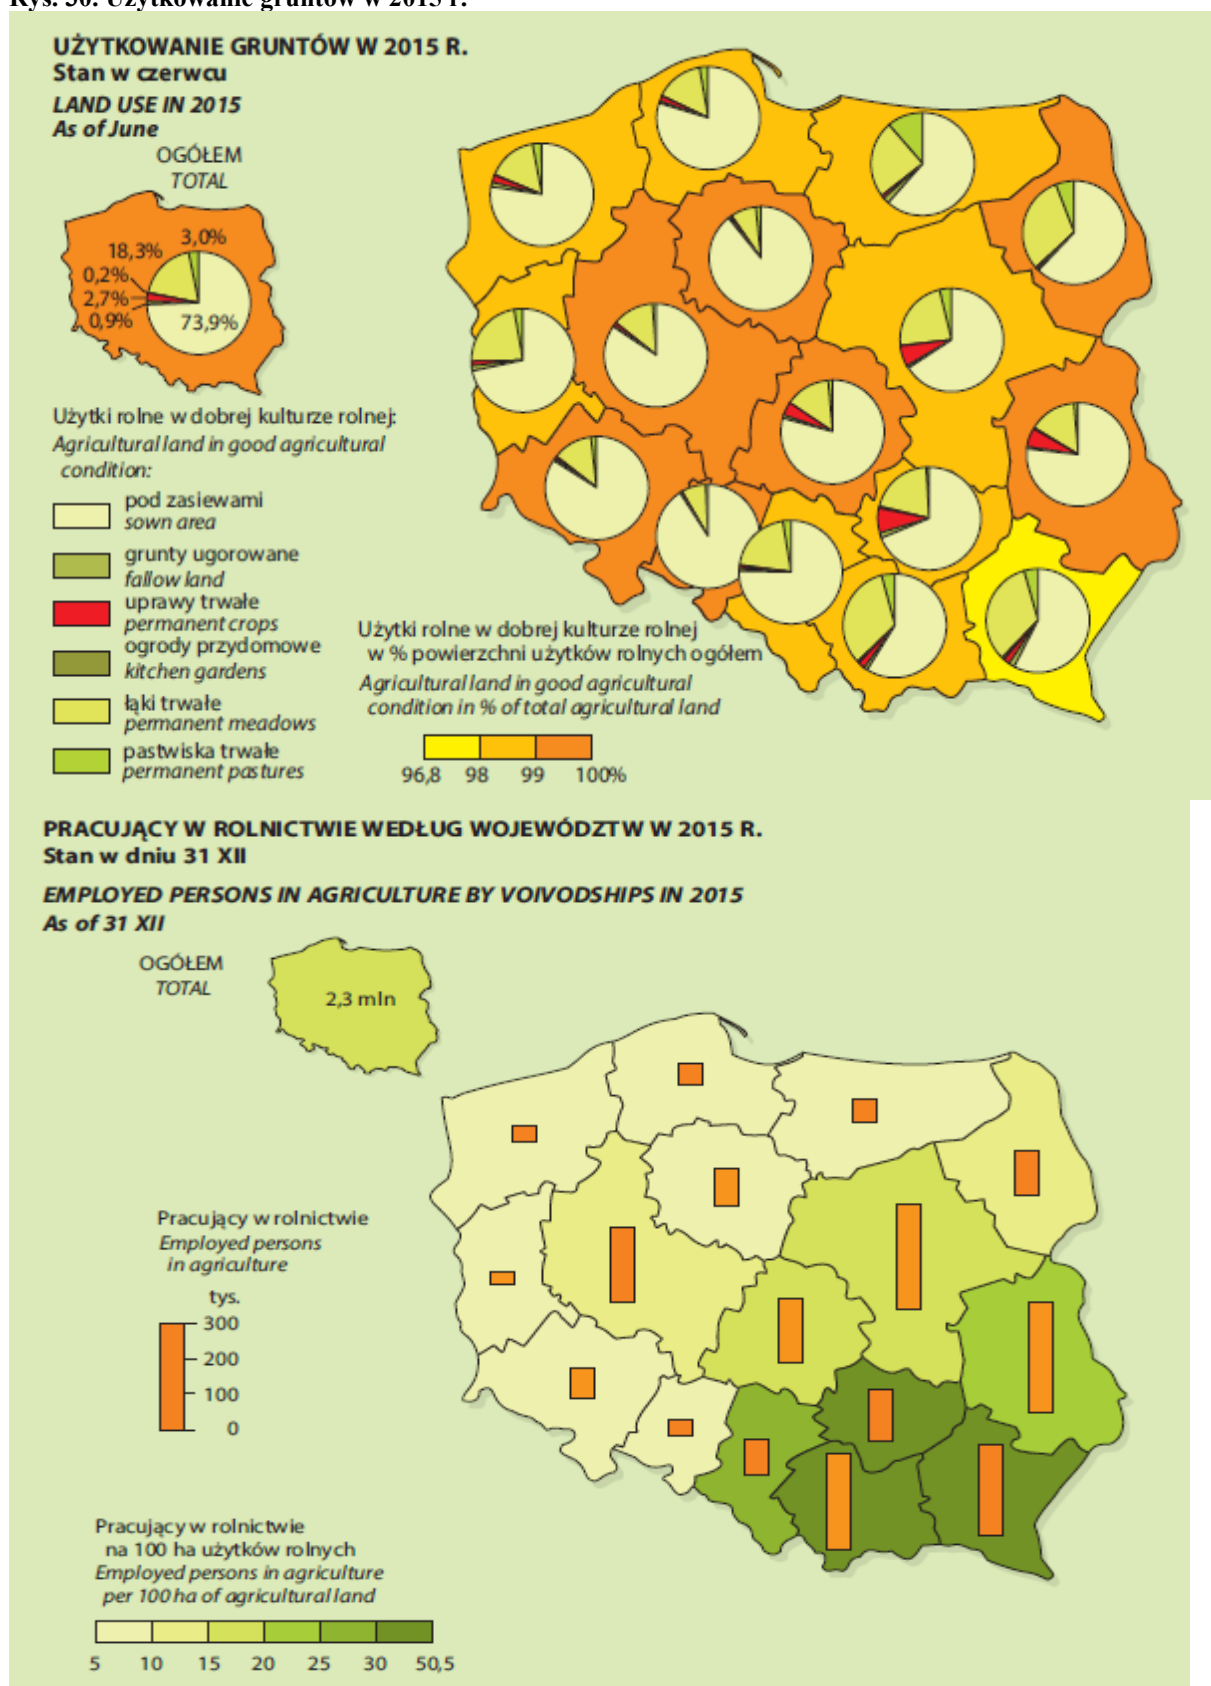 Rys. 30. Użytkowanie gruntów w 2015 r.
UŻYTKOWANIE GRUNTÓW W 2015 R.
Stan w czerwcu
LAND USE IN 2015
As of June
OGÓŁEM
TOTAL
3,0%
18,3%
0,2%
2,7%
0,9%
73,9%
Użytki rolne w dobrej kulturze rolnej:
Agricultural land in good agricultural
condition:
pod zasiewami
sown area
grunty ugorowane
fallow land
uprawy trwałe
permanent crops
ogrody przydomowe
kitchen gardens
łąki trwałe
permanent meadows
pastwiska trwałe
permanent pastures
Użytki rolne w dobrej kulturze rolnej
w % powierzchni użytków rolnych ogółem
Agricultural land in good agricultural
condition in % of total agricultural land
96,8 98 99 100%
PRACUJĄCY W ROLNICTWIE WEDŁUG WOJEWÓDZTW W 2015 R.
Stan w dniu 31 XII
EMPLOYED PERSONS IN AGRICULTURE BY VOIVODSHIPS IN 2015
As of 31 XII
OGÓŁEM
TOTAL
2,3 mln
Pracujący w rolnictwie
Employed persons
in agriculture
tys.
300
200
100
0
Pracujący w rolnictwie
na 100 ha użytków rolnych
Employed persons in agriculture
per 100 ha of agricultural land
5 10 15 20 25 30 50,5